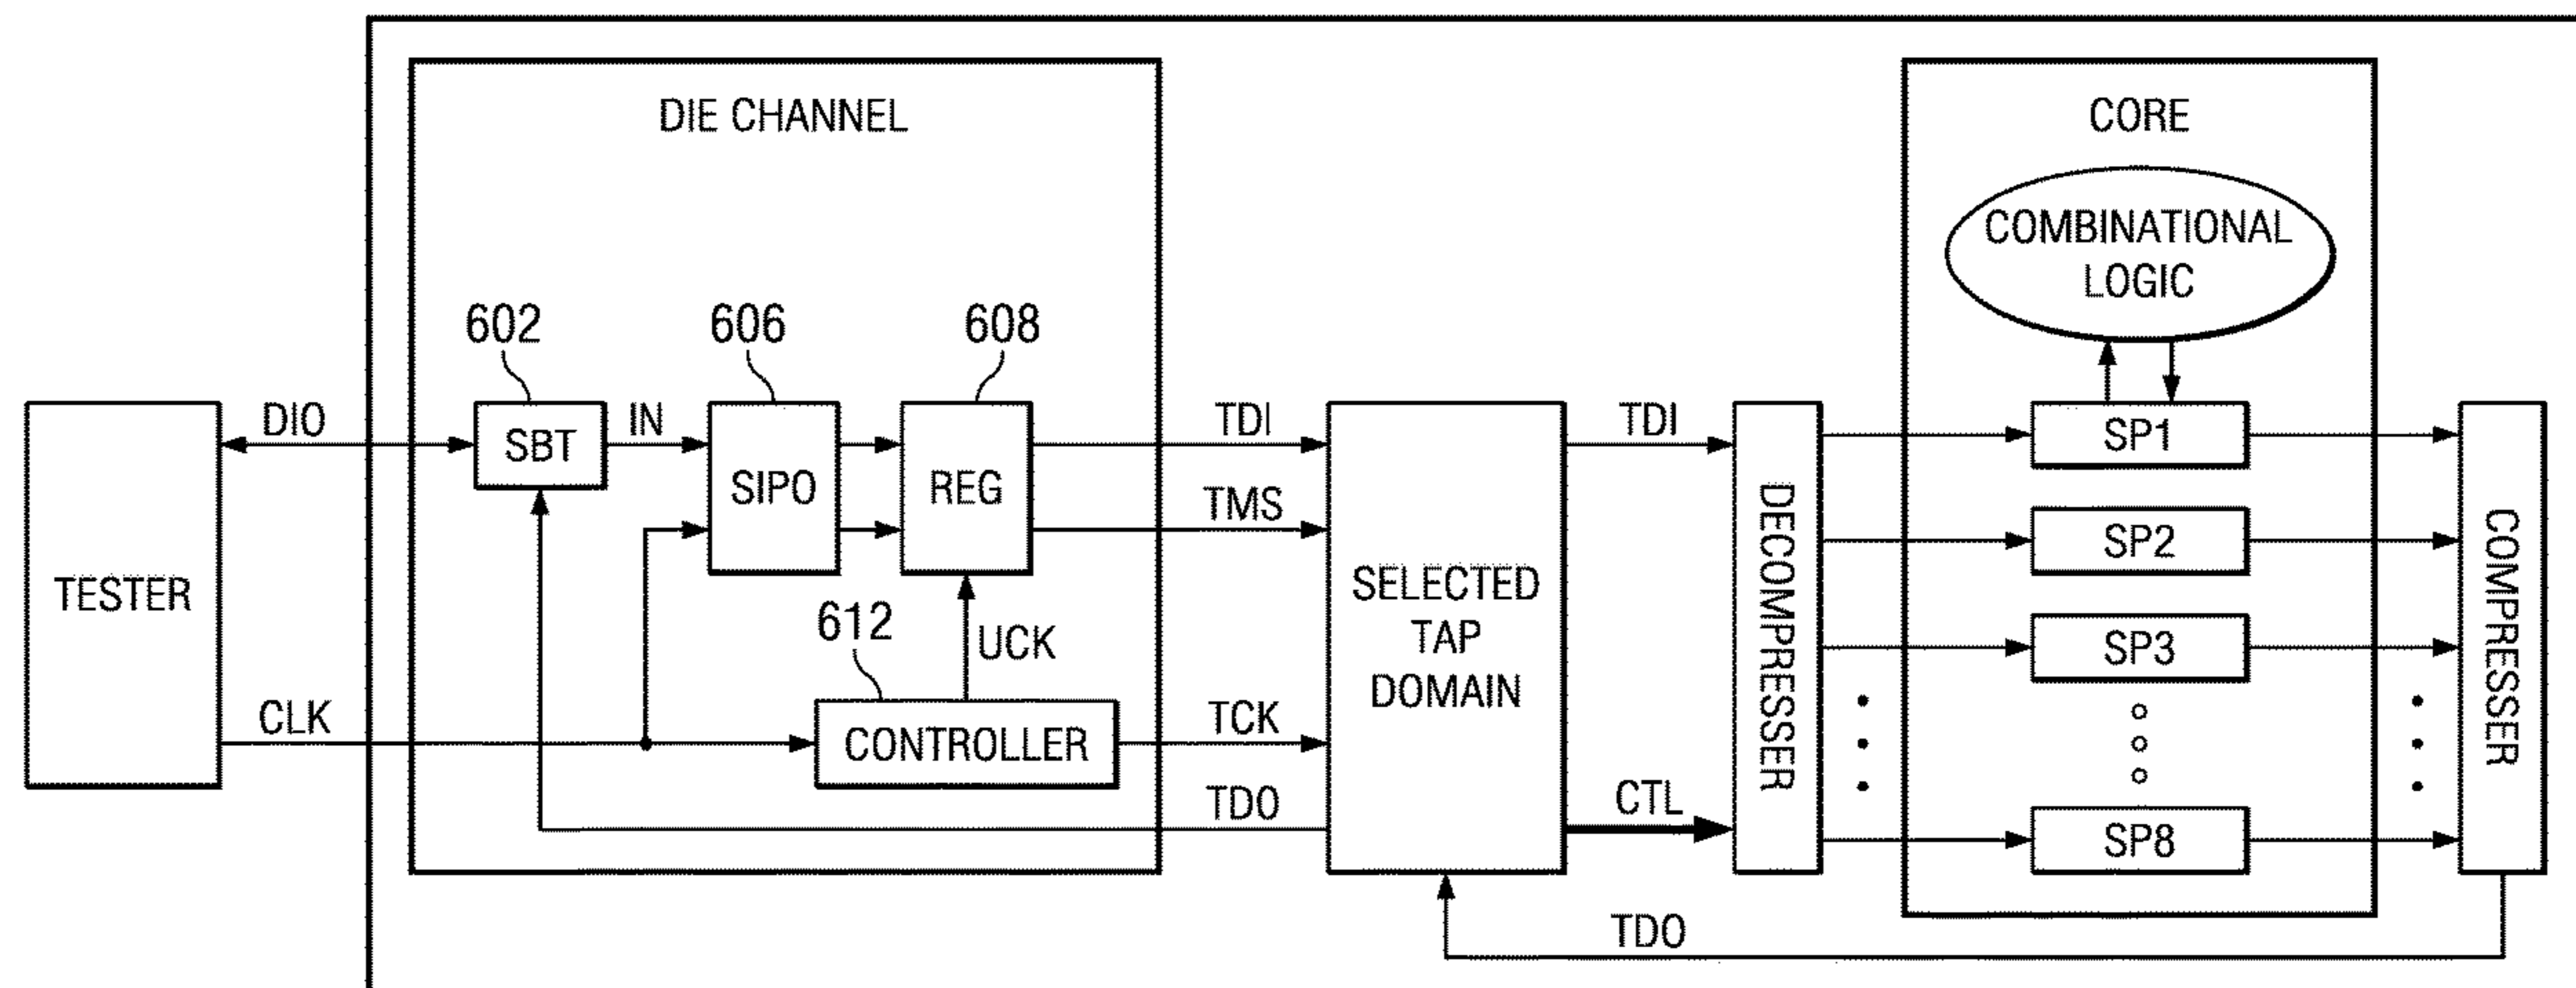 DIE CHANNEL
CORE
COMBINATIONAL
LOGIC
602
606
608
DIO
SBT
IN
SIPO
REG
TDI
TMS
TDI
SP1
SP2
SP3
SP8
TESTER
612
UCK
CLK
CONTROLLER
TCK
TDO
SELECTED
TAP
DOMAIN
CTL
DECOMPRESSER
COMPRESSER
TDO